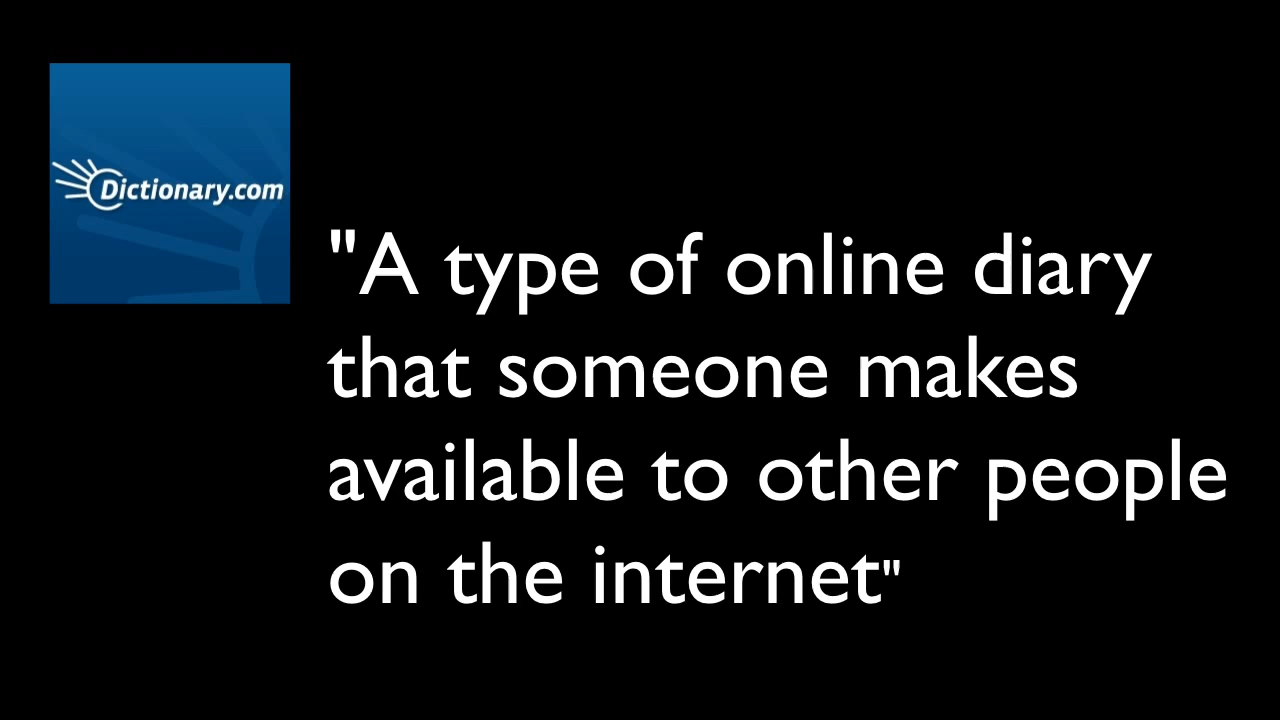 Dictionary.com
"A type of online diary
that someone makes
available to other people
on the internet"